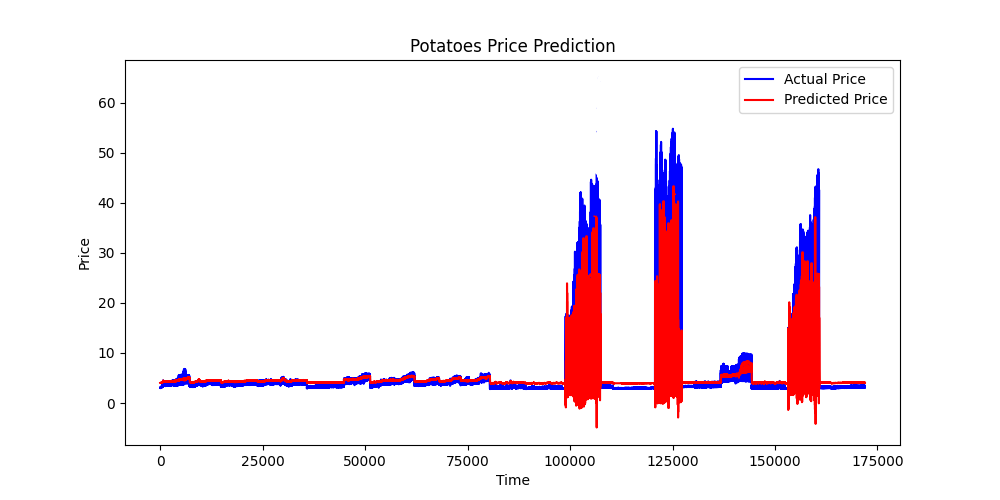 Potatoes Price Prediction
Actual Price
Predicted Price
60
50
40
30
20
10
0
Price
0 25000 50000 75000 100000 125000 150000 175000
Time